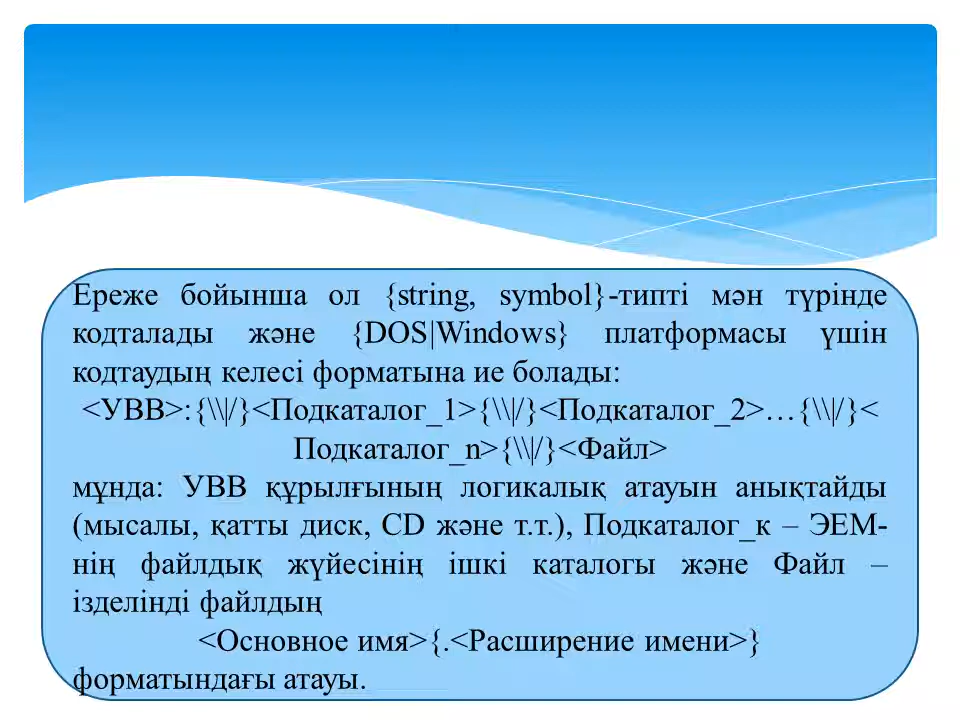 Ереже бойынша ол {string, symbol}-типті мән түрінде
кодталады және {DOS|Windows} платформасы үшін
кодтаудың келесі форматына ие болады:
<УВВ>:{\\|/}<Подкаталог_1>{\\|/}<Подкаталог_2>…{\\|/}<
Подкаталог_n>{\\|/}<Файл>
мұнда: УВВ құрылғының логикалық атауын анықтайды
(мысалы, қатты диск, CD және т.т.), Подкаталог_к – ЭЕМ-
нің файлдық жүйесінің ішкі каталогы және Файл –
ізделінді файлдың
<Основное имя>{.<Расширение имени>}
форматындағы атауы.